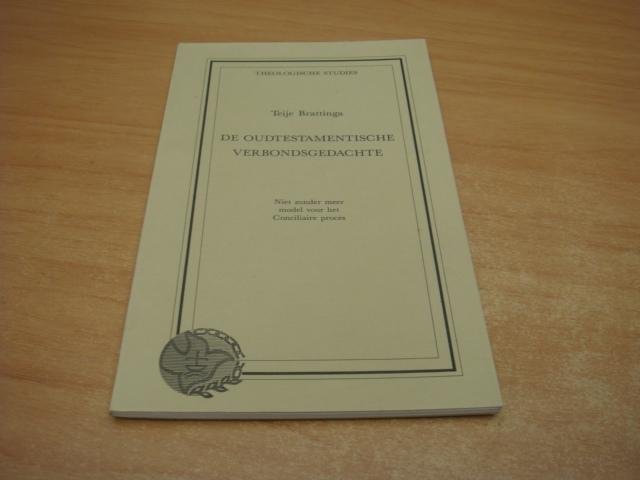 THEOLOGISCHE STUDIES
Teije Brattinga
DE OUDTESTAMENTISCHE
VERBONDSGEDACHTE
Niet zonder meer
model voor het
Conciliaire proces